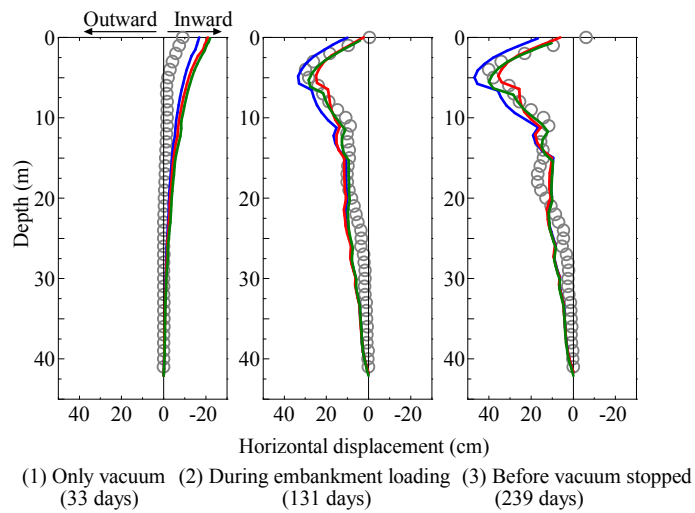 Outward Inward
0
10
20
30
40
0
10
20
30
40
0
10
20
30
40
Depth (m)
40 20 0 -20
40 20 0 -20
40 20 0 -20
Horizontal displacement (cm)
(1) Only vacuum (2) During embankment loading (3) Before vacuum stopped
(33 days) (131 days) (239 days)